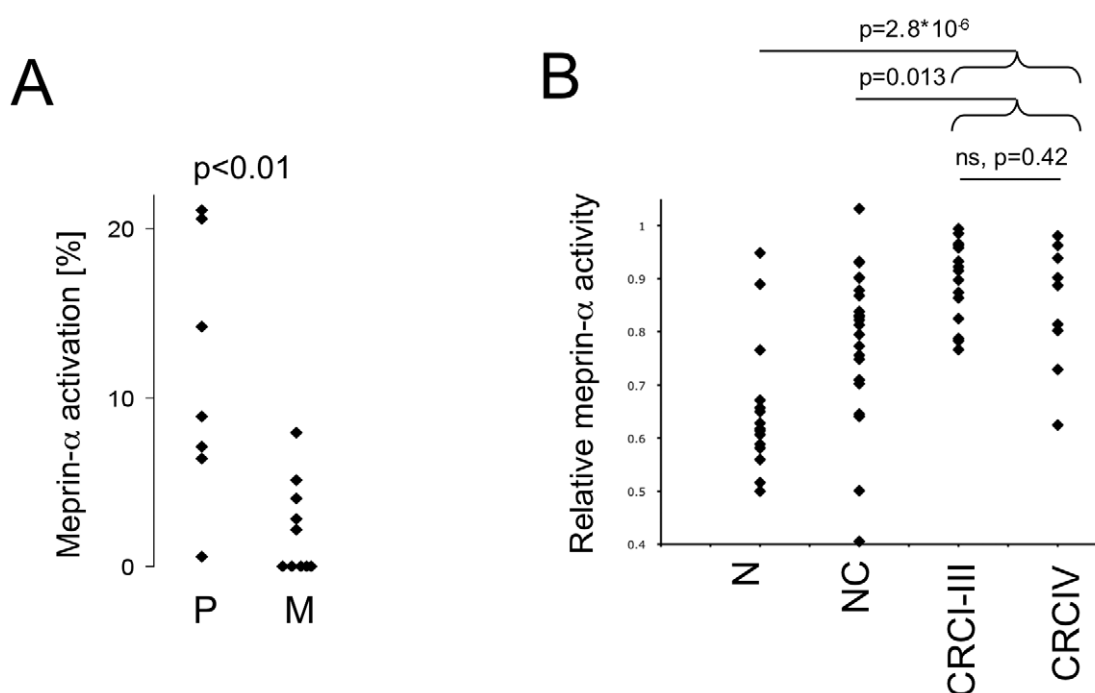 A
p<0.01
Meprin-α activation [%]
20
10
0
P
M
B
p=2.8*10-6
p=0.013
ns, p=0.42
Relative meprin-α activity
1
0.9
0.8
0.7
0.6
0.5
0.4
N
NC
CRCI-III
CRCIV